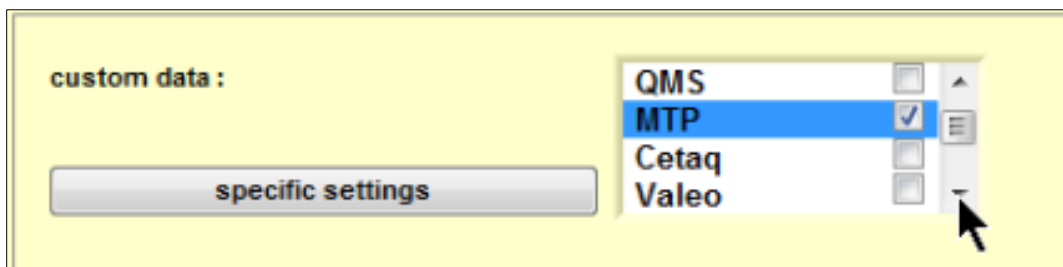 custom data :
QMS
MTP
Cetaq
Valeo
specific settings